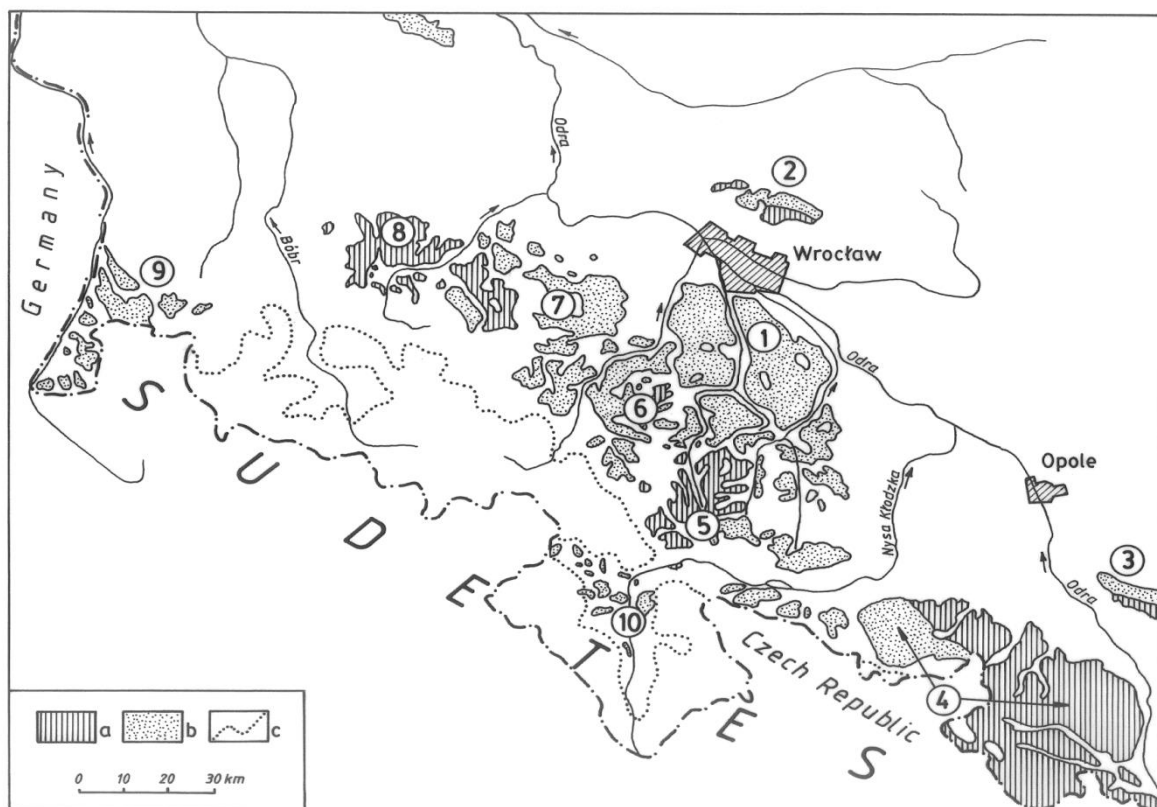 Germany
Bóbr
Odra
2
8
Wrocław
9
7
1
Odra
6
Opole
5
Nysa Kłodzka
3
Odra
10
4
Czech Republic
SUDETES
a b c
0 10 20 30 km